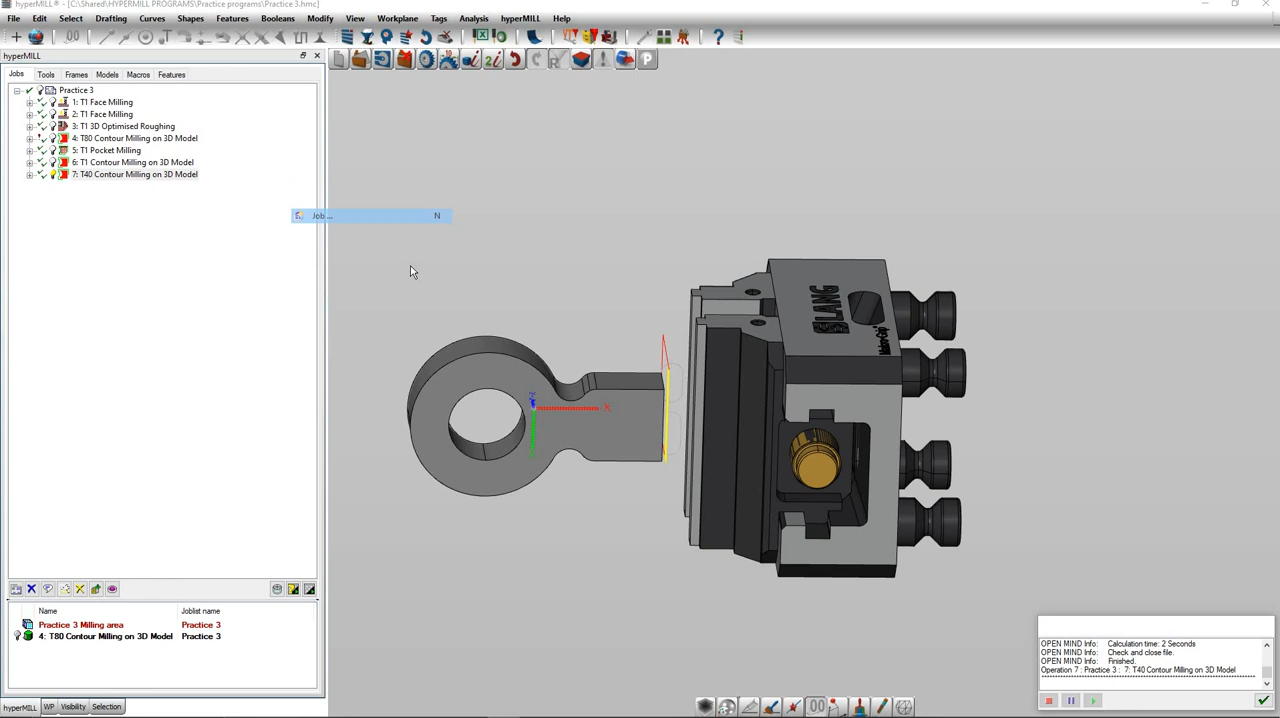 hyperMILL® - [C:\Shared\HYPERMILL PROGRAMS\Practice programs\Practice 3.hmc]
File Edit Select Drafting Curves Shapes Features Booleans Modify View Workplane Tags Analysis hyperMILL Help
hyperMILL
Jobs Tools Frames Models Macros Features
Practice 3
1: T1 Face Milling
2: T1 Face Milling
3: T1 3D Optimised Roughing
4: T80 Contour Milling on 3D Model
5: T1 Pocket Milling
6: T1 Contour Milling on 3D Model
7: T40 Contour Milling on 3D Model
Job ... N
LANG
Makro•Grip
Z
X
Name Joblist name
Practice 3 Milling area Practice 3
4: T80 Contour Milling on 3D Model Practice 3
OPEN MIND Info: Calculation time: 2 Seconds
OPEN MIND Info: Check and close file.
OPEN MIND Info: Finished.
Operation 7 : Practice 3 : 7: T40 Contour Milling on 3D Model
hyperMILL WP Visibility Selection